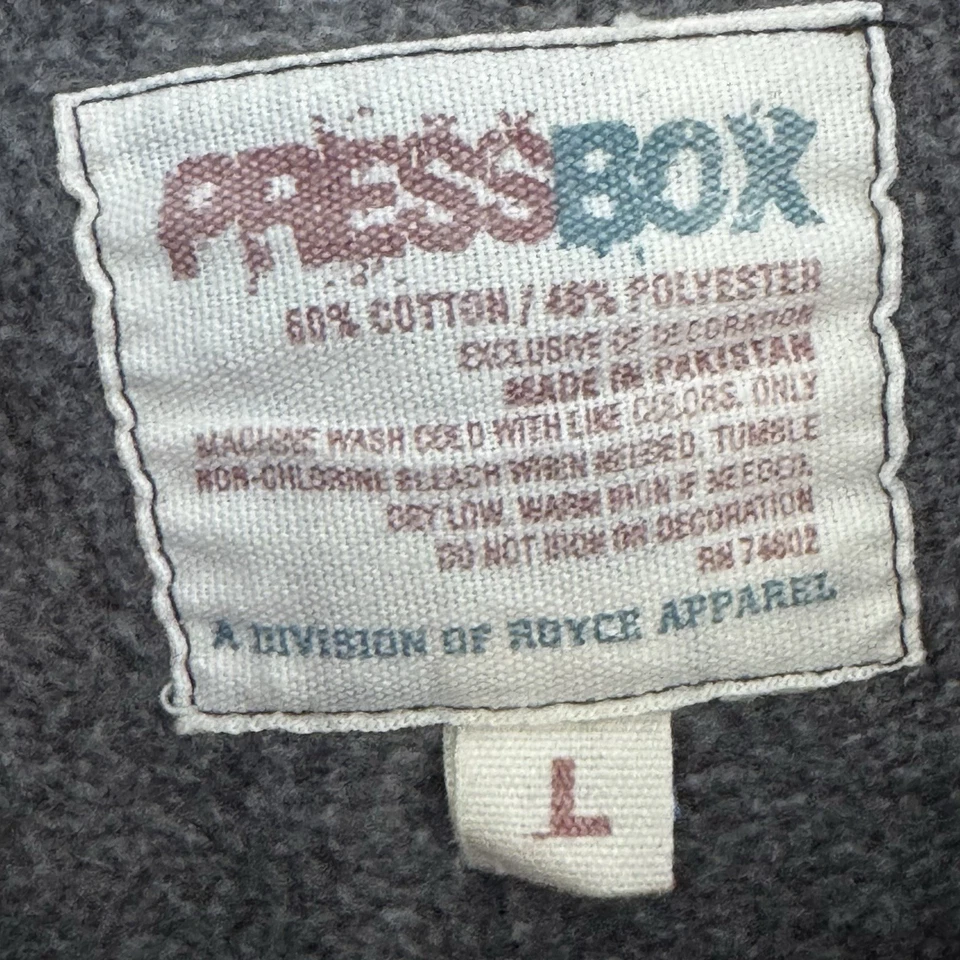 PRESSBOX
60% COTTON / 40% POLYESTER
EXCLUSIVE OF DECORATION
MADE IN PAKISTAN
MACHINE WASH COLD WITH LIKE COLORS. ONLY
NON-CHLORINE BLEACH WHEN NEEDED. TUMBLE
DRY LOW. WARM IRON IF NEEDED.
DO NOT IRON ON DECORATION
RN 74602
A DIVISION OF ROYCE APPAREL
L